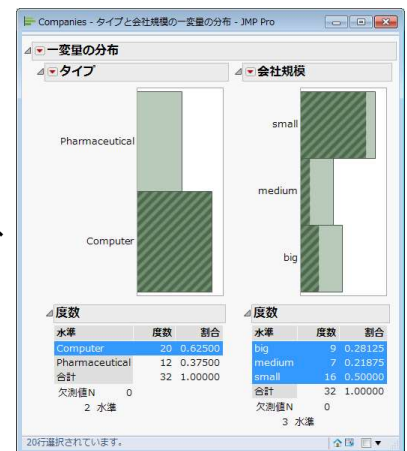 Companies - タイプと会社規模の一変量の分布 - JMP Pro
一変量の分布
タイプ
Pharmaceutical
Computer
度数
水準 度数 割合
Computer 20 0.62500
Pharmaceutical 12 0.37500
合計 32 1.00000
欠測値N 0
2 水準
会社規模
small
medium
big
度数
水準 度数 割合
big 9 0.28125
medium 7 0.21875
small 16 0.50000
合計 32 1.00000
欠測値N 0
3 水準
20行選択されています。